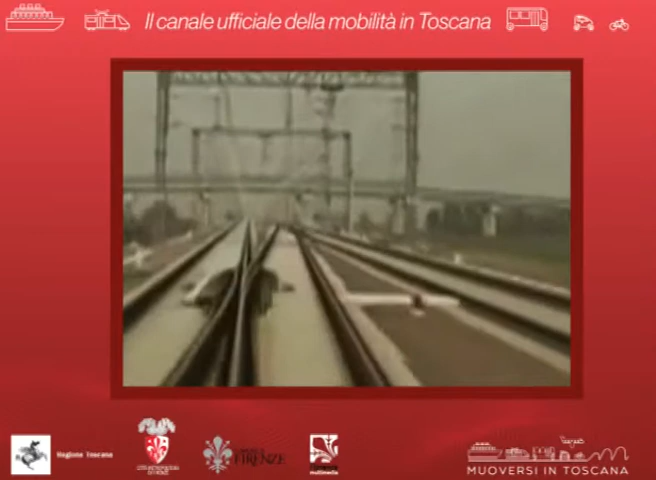 Il canale ufficiale della mobilità in Toscana
Regione Toscana
FIRENZE
MUOVERSI IN TOSCANA